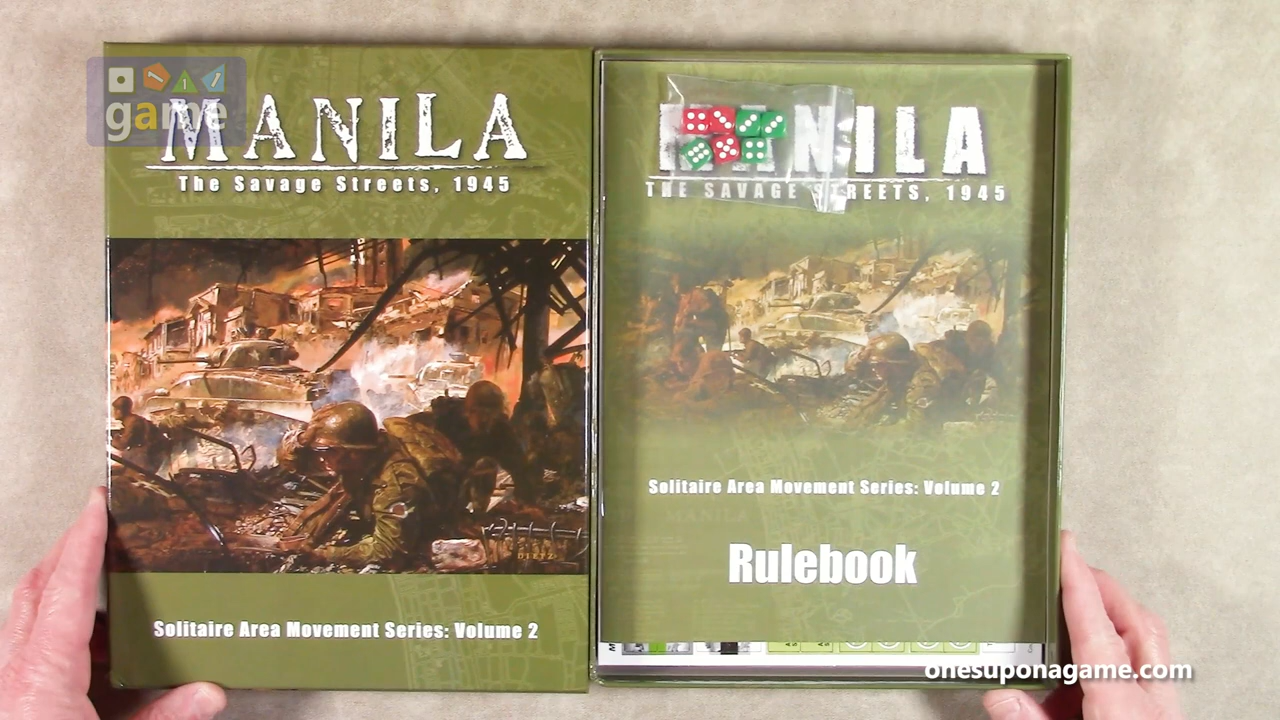 game
MANILA
The Savage Streets, 1945
DIETZ
Solitaire Area Movement Series: Volume 2
ILA
THE SAVAGE STREETS, 1945
Solitaire Area Movement Series: Volume 2
Rulebook
onesuponagame.com